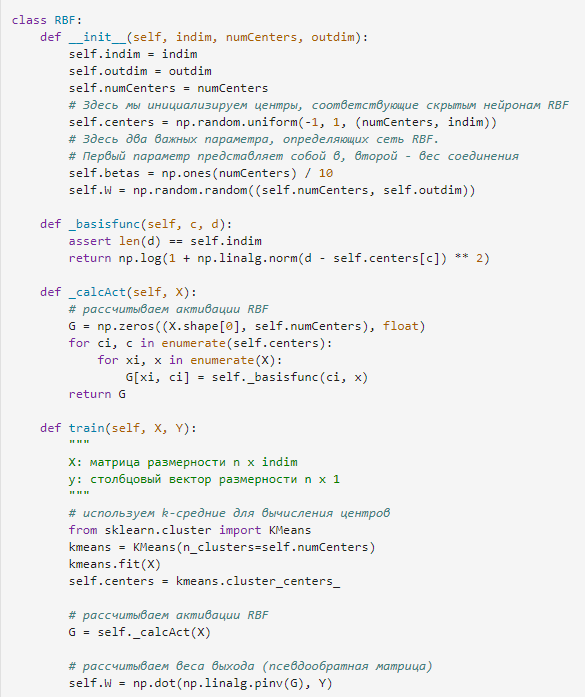 class RBF:
    def __init__(self, indim, numCenters, outdim):
        self.indim = indim
        self.outdim = outdim
        self.numCenters = numCenters
        # Здесь мы инициализируем центры, соответствующие скрытым нейронам RBF
        self.centers = np.random.uniform(-1, 1, (numCenters, indim))
        # Здесь два важных параметра, определяющих сеть RBF.
        # Первый параметр представляет собой в, второй - вес соединения
        self.betas = np.ones(numCenters) / 10
        self.W = np.random.random((self.numCenters, self.outdim))

    def _basisfunc(self, c, d):
        assert len(d) == self.indim
        return np.log(1 + np.linalg.norm(d - self.centers[c]) ** 2)

    def _calcAct(self, X):
        # рассчитываем активации RBF
        G = np.zeros((X.shape[0], self.numCenters), float)
        for ci, c in enumerate(self.centers):
            for xi, x in enumerate(X):
                G[xi, ci] = self._basisfunc(ci, x)
        return G

    def train(self, X, Y):
        """
        X: матрица размерности n x indim
        y: столбцовый вектор размерности n x 1
        """
        # используем k-средние для вычисления центров
        from sklearn.cluster import KMeans
        kmeans = KMeans(n_clusters=self.numCenters)
        kmeans.fit(X)
        self.centers = kmeans.cluster_centers_

        # рассчитываем активации RBF
        G = self._calcAct(X)

        # рассчитываем веса выхода (псевдообратная матрица)
        self.W = np.dot(np.linalg.pinv(G), Y)